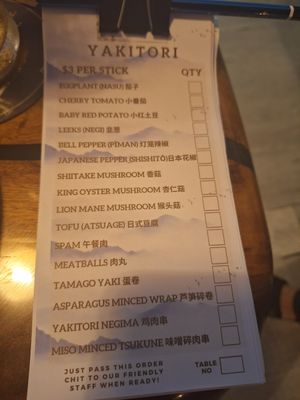 YAKITORI
$3 PER STICK QTY
EGGPLANT (NASU) 茄子
CHERRY TOMATO 小番茄
BABY RED POTATO 小红土豆
LEEKS (NEGI) 韭葱
BELL PEPPER (PĪMAN) 灯笼辣椒
JAPANESE PEPPER (SHISHITŌ) 日本花椒
SHIITAKE MUSHROOM 香菇
KING OYSTER MUSHROOM 杏仁菇
LION MANE MUSHROOM 猴头菇
TOFU (ATSUAGE) 日式豆腐
SPAM 午餐肉
MEATBALLS 肉丸
TAMAGO YAKI 蛋卷
ASPARAGUS MINCED WRAP 芦笋碎卷
YAKITORI NEGIMA 鸡肉串
MISO MINCED TSUKUNE 味噌碎肉串
JUST PASS THIS ORDER
CHIT TO OUR FRIENDLY
STAFF WHEN READY!
TABLE
NO